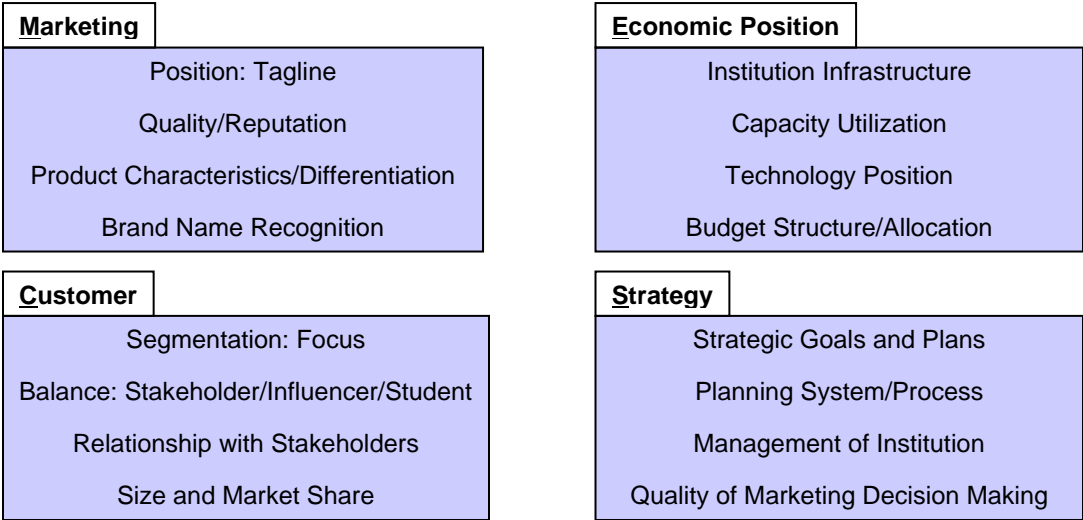 Marketing
Position: Tagline
Quality/Reputation
Product Characteristics/Differentiation
Brand Name Recognition
Economic Position
Institution Infrastructure
Capacity Utilization
Technology Position
Budget Structure/Allocation
Customer
Segmentation: Focus
Balance: Stakeholder/Influencer/Student
Relationship with Stakeholders
Size and Market Share
Strategy
Strategic Goals and Plans
Planning System/Process
Management of Institution
Quality of Marketing Decision Making